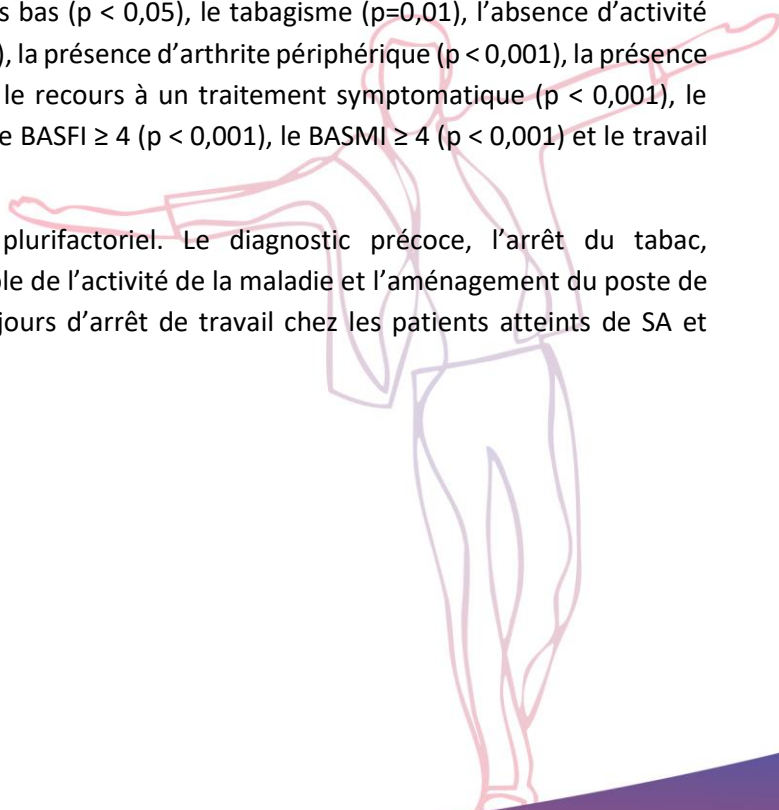 s bas (p < 0,05), le tabagisme (p=0,01), l’absence d’activité
), la présence d’arthrite périphérique (p < 0,001), la présence
le recours à un traitement symptomatique (p < 0,001), le
e BASFI ≥ 4 (p < 0,001), le BASMI ≥ 4 (p < 0,001) et le travail
plurifactoriel. Le diagnostic précoce, l’arrêt du tabac,
ble de l’activité de la maladie et l’aménagement du poste de
jours d’arrêt de travail chez les patients atteints de SA et